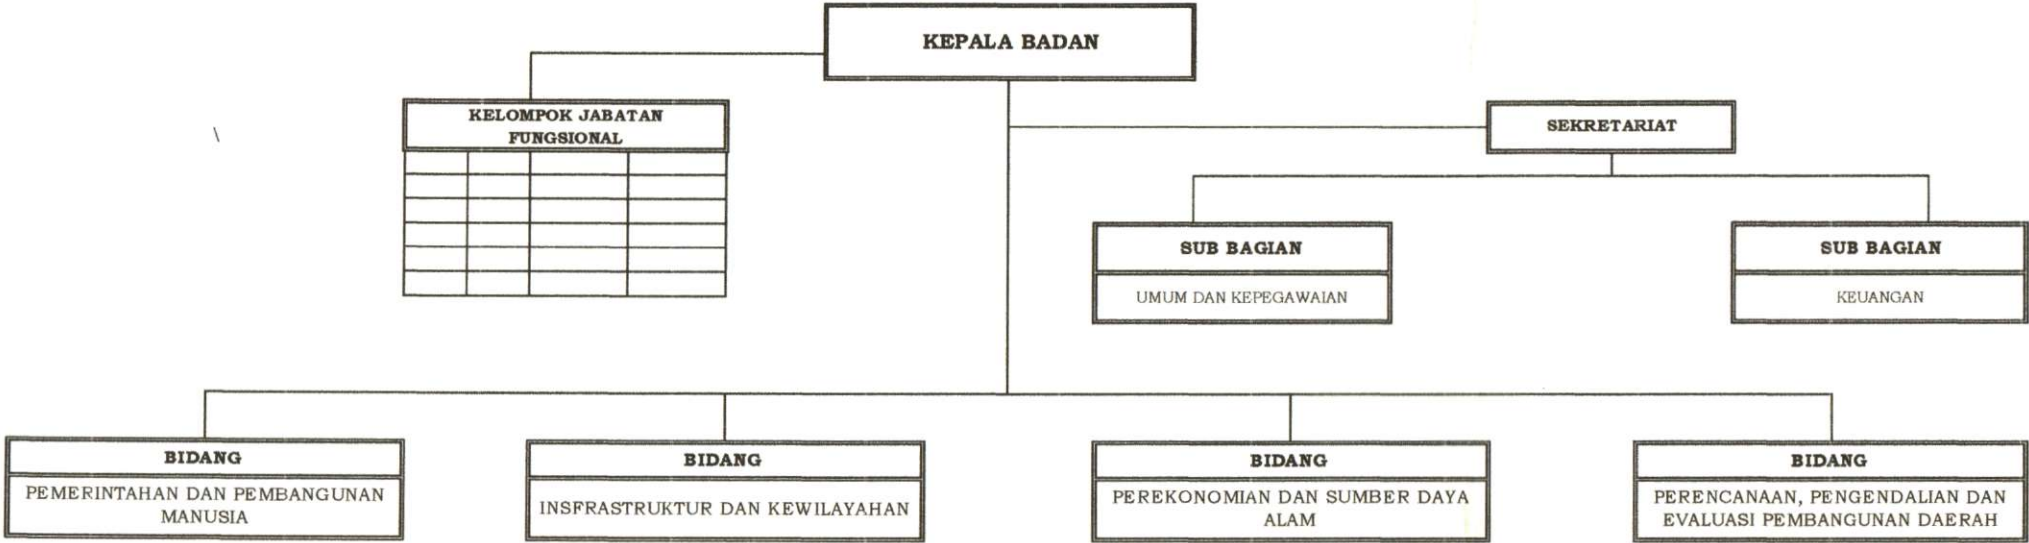 KEPALA BADAN
KELOMPOK JABATAN
FUNGSIONAL
SEKRETARIAT
SUB BAGIAN
UMUM DAN KEPEGAWAIAN
SUB BAGIAN
KEUANGAN
BIDANG
PEMERINTAHAN DAN PEMBANGUNAN
MANUSIA
BIDANG
INSFRASTRUKTUR DAN KEWILAYAHAN
BIDANG
PEREKONOMIAN DAN SUMBER DAYA
ALAM
BIDANG
PERENCANAAN, PENGENDALIAN DAN
EVALUASI PEMBANGUNAN DAERAH